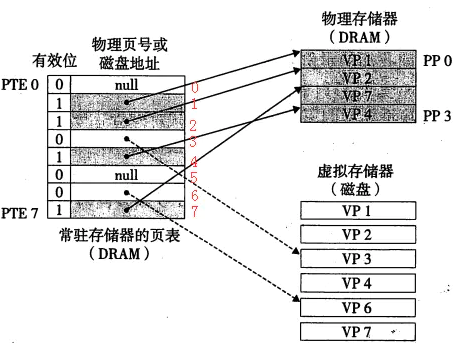 有效位
物理页号或
磁盘地址
PTE 0
0
null
0
1
1
1
2
0
3
1
4
0
null
5
0
6
PTE 7
1
7
常驻存储器的页表
(DRAM)
物理存储器
(DRAM)
VP 1
PP 0
VP 2
VP 7
VP 4
PP 3
虚拟存储器
(磁盘)
VP 1
VP 2
VP 3
VP 4
VP 6
VP 7